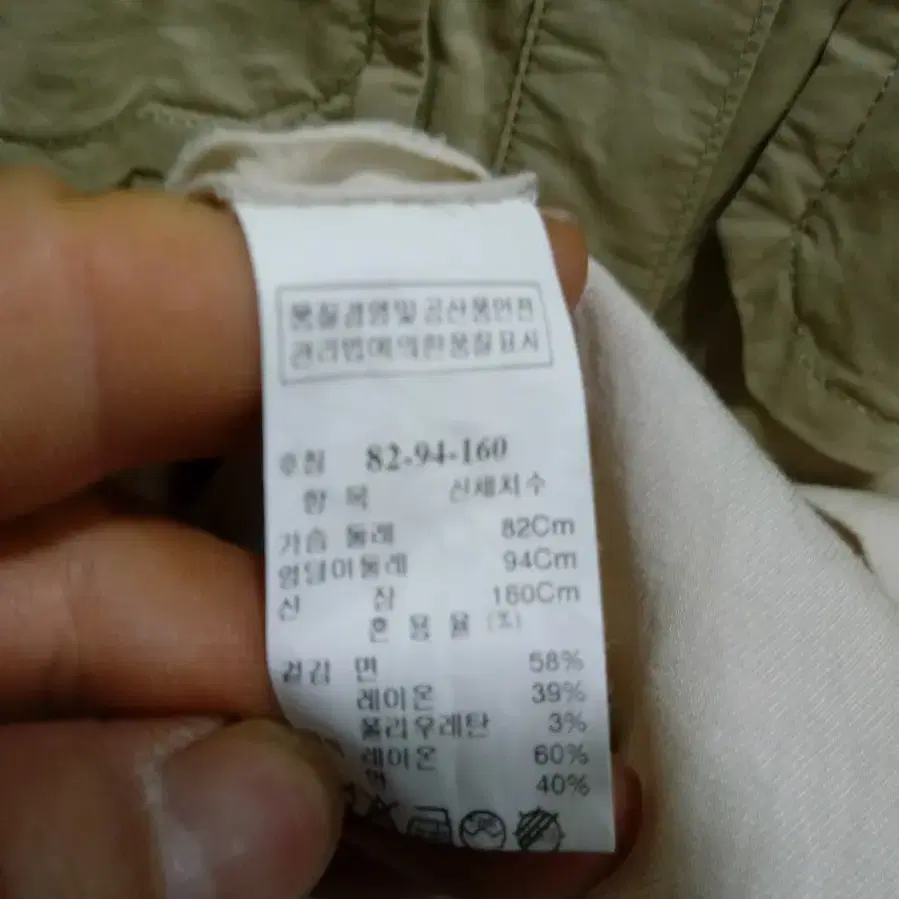 품질경영및공산품안전
관리법에의한품질표시
호칭 82-94-160
항 목 신체치수
가슴 둘레 82Cm
엉덩이둘레 94Cm
신 장 160Cm
혼 용 율
겉감 면 58%
레이온 39%
폴리우레탄 3%
레이온 60%
면 40%